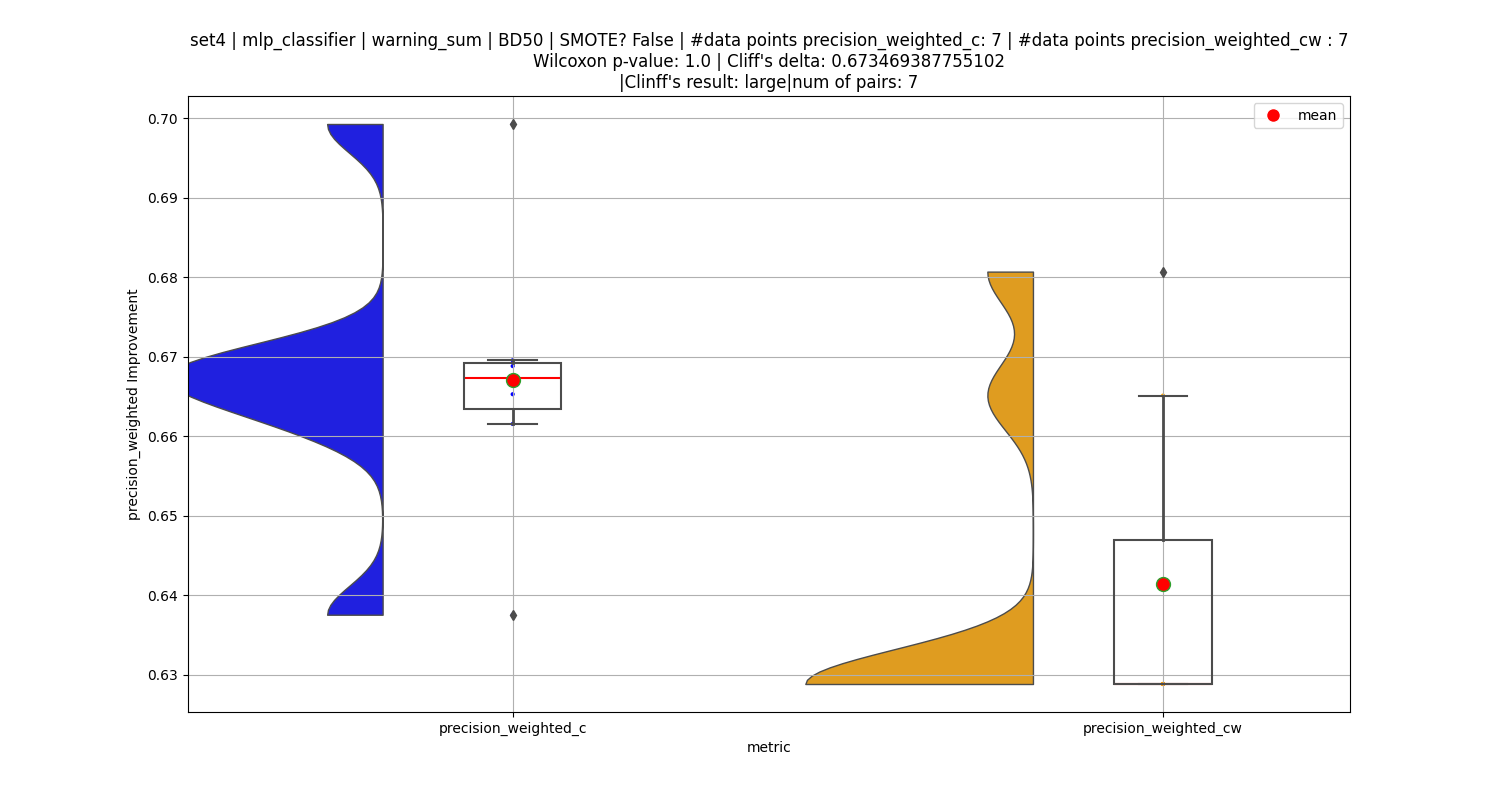 set4 | mlp_classifier | warning_sum | BD50 | SMOTE? False | #data points precision_weighted_c: 7 | #data points precision_weighted_cw : 7
Wilcoxon p-value: 1.0 | Cliff's delta: 0.673469387755102
|Clinff's result: large|num of pairs: 7
mean
0.70
0.69
0.68
0.67
0.66
0.65
0.64
0.63
precision_weighted Improvement
precision_weighted_c
precision_weighted_cw
metric